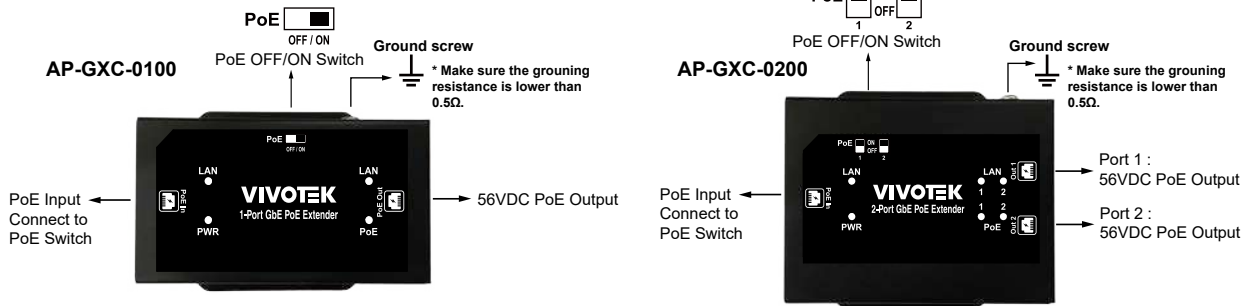 PoE
OFF / ON
PoE OFF/ON Switch
AP-GXC-0100
Ground screw
* Make sure the grouning
resistance is lower than
0.5Ω.
PoE
OFF / ON
LAN
LAN
PoE In
VIVOTEK
1-Port GbE PoE Extender
PoE Out
PWR
PoE
PoE Input
Connect to
PoE Switch
56VDC PoE Output
PoE
OFF
1 2
PoE OFF/ON Switch
AP-GXC-0200
Ground screw
* Make sure the grouning
resistance is lower than
0.5Ω.
PoE
ON
OFF
1 2
LAN
LAN
1 2
PoE In
VIVOTEK
2-Port GbE PoE Extender
1 2
PWR
PoE
Out 1
Out 2
PoE Input
Connect to
PoE Switch
Port 1 :
56VDC PoE Output
Port 2 :
56VDC PoE Output